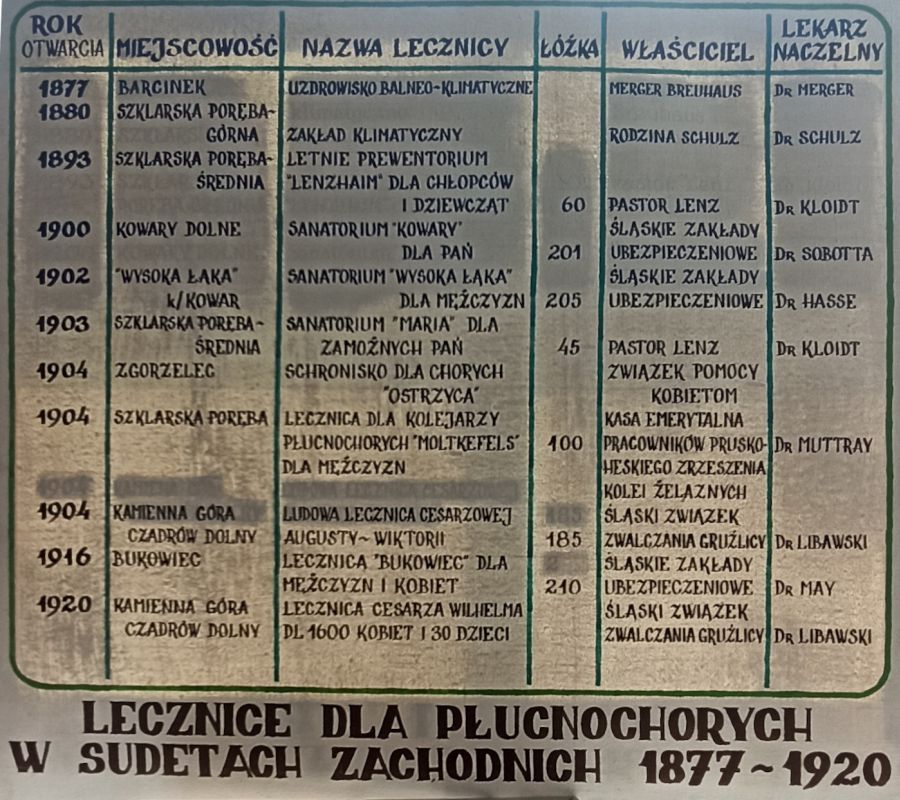 ROK OTWARCIA MIEJSCOWOŚĆ NAZWA LECZNICY ŁÓŻKA WŁAŚCICIEL LEKARZ NACZELNY
1877 BARCINEK UZDROWISKO BALNEO-KLIMATYCZNE MERGER BREUHAUS DR MERGER
1880 SZKLARSKA PORĘBA-
GÓRNA ZAKŁAD KLIMATYCZNY RODZINA SCHULZ DR SCHULZ
1893 SZKLARSKA PORĘBA- LETNIE PREWENTORIUM
ŚREDNIA "LENZHAIM" DLA CHŁOPCÓW
I DZIEWCZĄT 60 PASTOR LENZ DR KLOIDT
1900 KOWARY DOLNE SANATORIUM "KOWARY" ŚLĄSKIE ZAKŁADY
DLA PAŃ 201 UBEZPIECZENIOWE DR SOBOTTA
1902 "WYSOKA ŁĄKA" SANATORIUM "WYSOKA ŁĄKA" ŚLĄSKIE ZAKŁADY
k/KOWAR DLA MĘŻCZYZN 205 UBEZPIECZENIOWE DR HASSE
1903 SZKLARSKA PORĘBA- SANATORIUM "MARIA" DLA
ŚREDNIA ZAMOŻNYCH PAŃ 45 PASTOR LENZ DR KLOIDT
1904 ZGORZELEC SCHRONISKO DLA CHORYCH ZWIĄZEK POMOCY
"OSTRZYCA" KOBIETOM
1904 SZKLARSKA PORĘBA LECZNICA DLA KOLEJARZY KASA EMERYTALNA
PŁUCNOCHORYCH "MOLTKEFELS" 100 PRACOWNIKÓW PRUSKO- DR MUTTRAY
DLA MĘŻCZYZN HESKIEGO ZRZESZENIA
KOLEI ŻELAZNYCH
1904 KAMIENNA GÓRA LUDOWA LECZNICA CESARZOWEJ ŚLĄSKI ZWIĄZEK
CZADRÓW DOLNY AUGUSTY~WIKTORII 185 ZWALCZANIA GRUŹLICY DR LIBAWSKI
1916 BUKOWIEC LECZNICA "BUKOWIEC" DLA ŚLĄSKIE ZAKŁADY
MĘŻCZYZN I KOBIET 210 UBEZPIECZENIOWE DR MAY
1920 KAMIENNA GÓRA LECZNICA CESARZA WILHELMA ŚLĄSKI ZWIĄZEK
CZADRÓW DOLNY DL 1600 KOBIET I 30 DZIECI ZWALCZANIA GRUŹLICY DR LIBAWSKI
LECZNICE DLA PŁUCNOCHORYCH
W SUDETACH ZACHODNICH 1877~1920